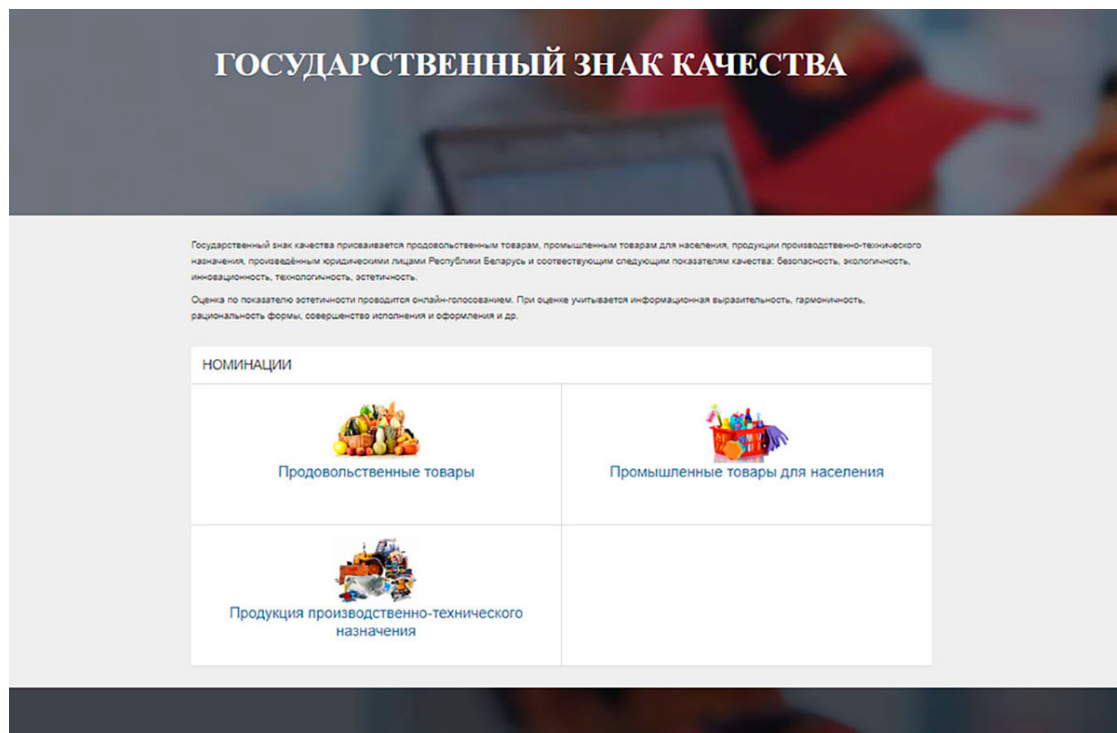 ГОСУДАРСТВЕННЫЙ ЗНАК КАЧЕСТВА
Государственный знак качества присваивается продовольственным товарам, промышленным товарам для населения, продукции производственно-технического
назначения, произведённым юридическими лицами Республики Беларусь и соотвествующим следующим показателям качества: безопасность, экологичность,
инновационность, технологичность, эстетичность.
Оценка по показателю эстетичности проводится онлайн-голосованием. При оценке учитывается информационная выразительность, гармоничность,
рациональность формы, совершенство исполнения и оформления и др.
НОМИНАЦИИ
Продовольственные товары
Промышленные товары для населения
Продукция производственно-технического
назначения